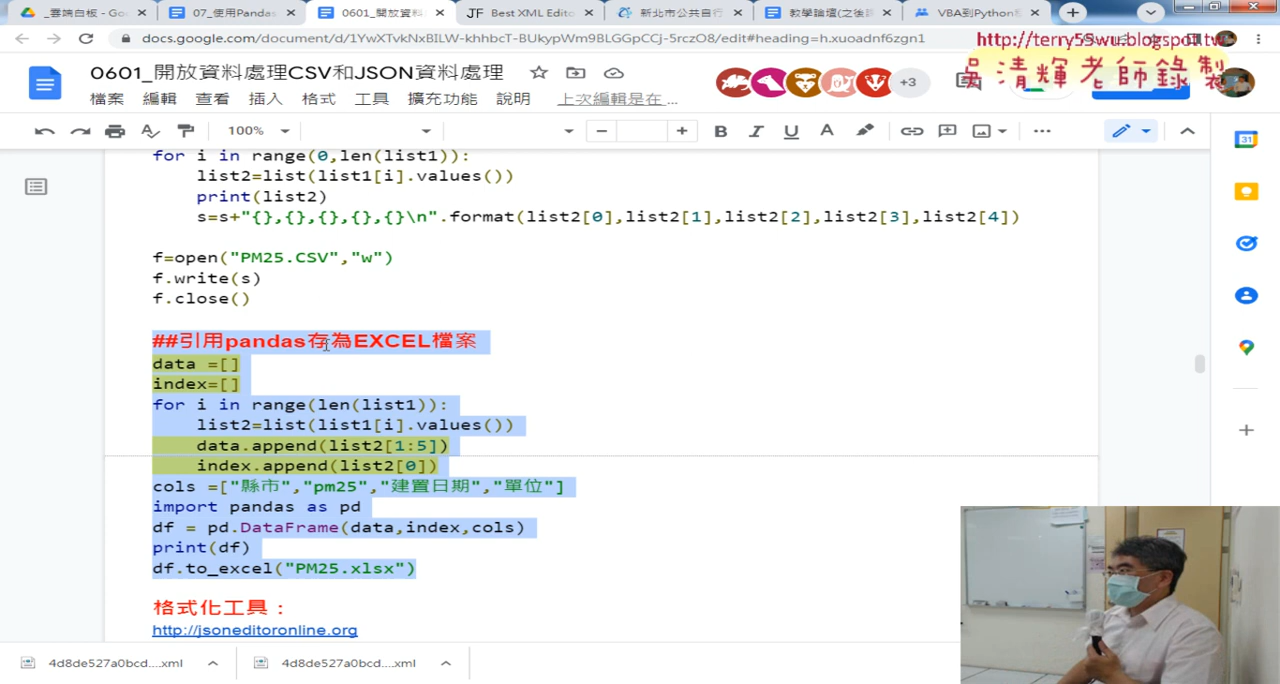 _雲端白板 - Go
07_使用Panda
0601_開放資料
Best XML Edito
新北市公共自行
教學論壇(之後
VBA到Python
docs.google.com/document/d/1YwXTvkNxBILW-khhbcT-BUkypWm9BLGGpCCj-5rczO8/edit#heading=h.xuoadnf6zgn1
http://terry55wu.blogspot.tw
吳清輝老師錄製
0601_開放資料處理CSV和JSON資料處理
+3
檔案 編輯 查看 插入 格式 工具 擴充功能 說明 上次編輯是在 ...
100%
for i in range(0,len(list1)):
list2=list(list1[i].values())
print(list2)
s=s+"{},{},{},{},{}\n".format(list2[0],list2[1],list2[2],list2[3],list2[4])
f=open("PM25.CSV","w")
f.write(s)
f.close()
##引用pandas存為EXCEL檔案
data =[]
index=[]
for i in range(len(list1)):
list2=list(list1[i].values())
data.append(list2[1:5])
index.append(list2[0])
cols =["縣市","pm25","建置日期","單位"]
import pandas as pd
df = pd.DataFrame(data,index,cols)
print(df)
df.to_excel("PM25.xlsx")
格式化工具：
http://jsoneditoronline.org
4d8de527a0bcd....xml
4d8de527a0bcd....xml